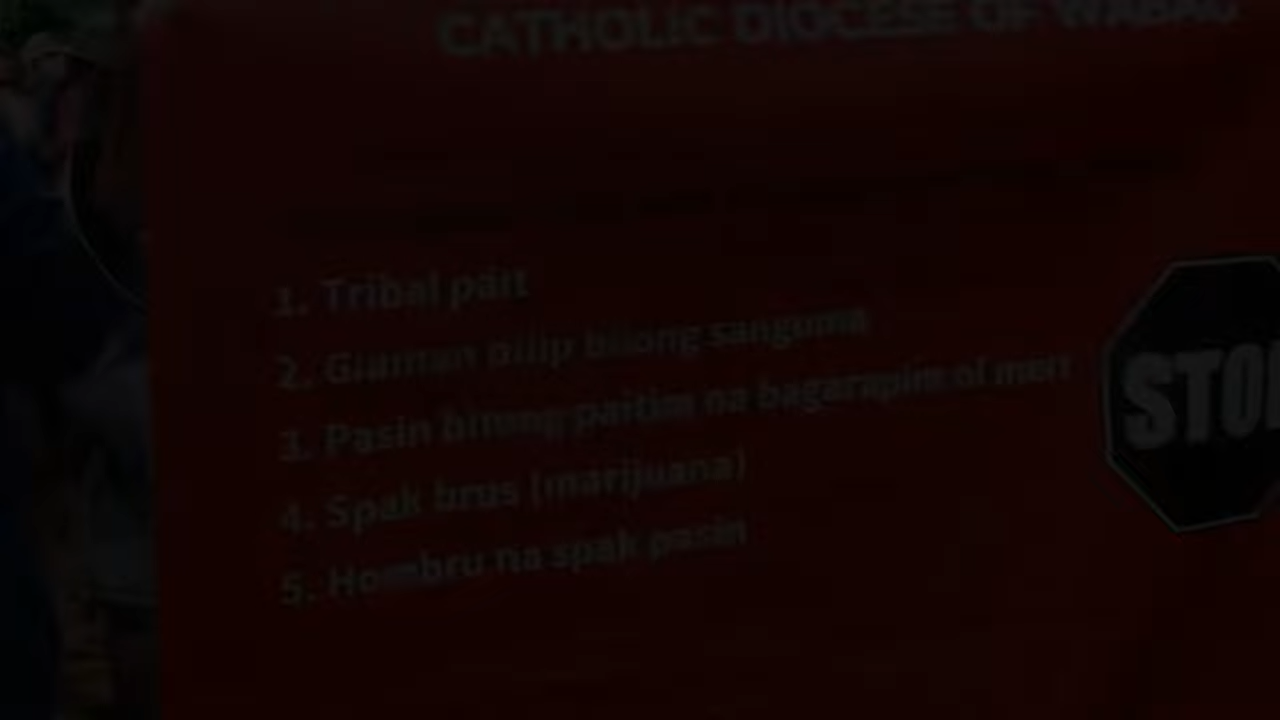 CATHOLIC DIOCESE OF WABAG
1. Tribal pait
2. Giaman bilip bilong sanguma
3. Pasin bilong paitim na bagarapim ol meri
4. Spak brus (marijuana)
5. Hombru na spak pasin
STOP